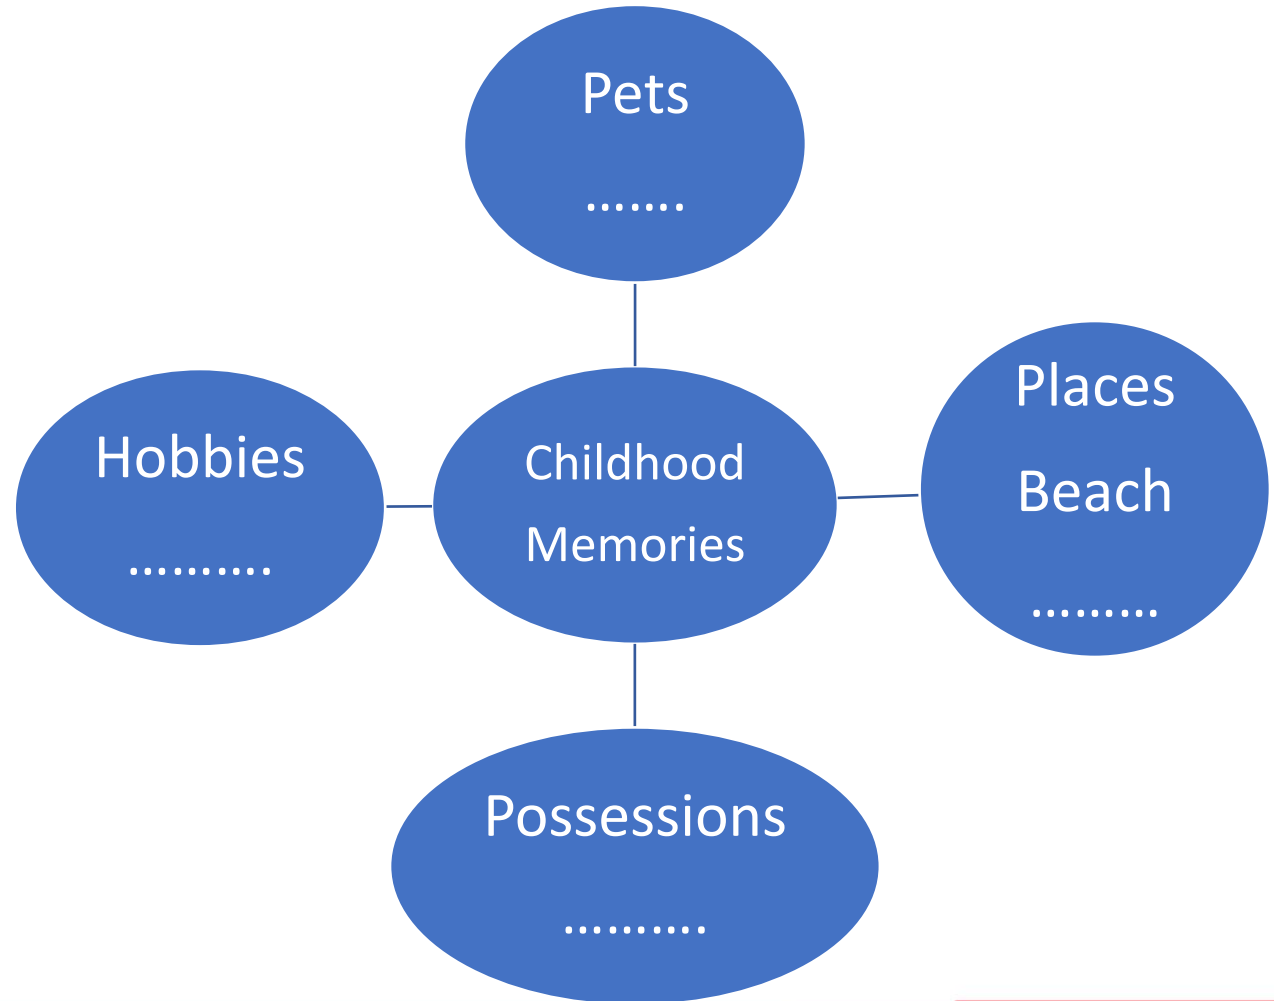 Pets
.......
Hobbies
..........
Childhood
Memories
Places
Beach
.........
Possessions
..........